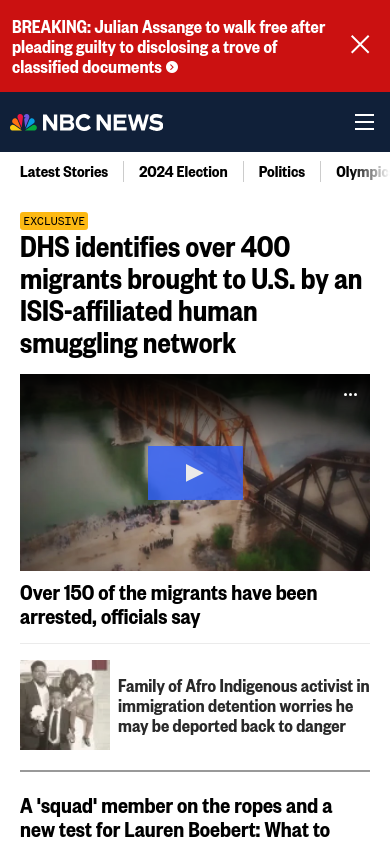 BREAKING: Julian Assange to walk free after
pleading guilty to disclosing a trove of
classified documents
NBC NEWS
Latest Stories
2024 Election
Politics
Olympic
EXCLUSIVE
DHS identifies over 400
migrants brought to U.S. by an
ISIS-affiliated human
smuggling network
Over 150 of the migrants have been
arrested, officials say
Family of Afro Indigenous activist in
immigration detention worries he
may be deported back to danger
A 'squad' member on the ropes and a
new test for Lauren Boebert: What to